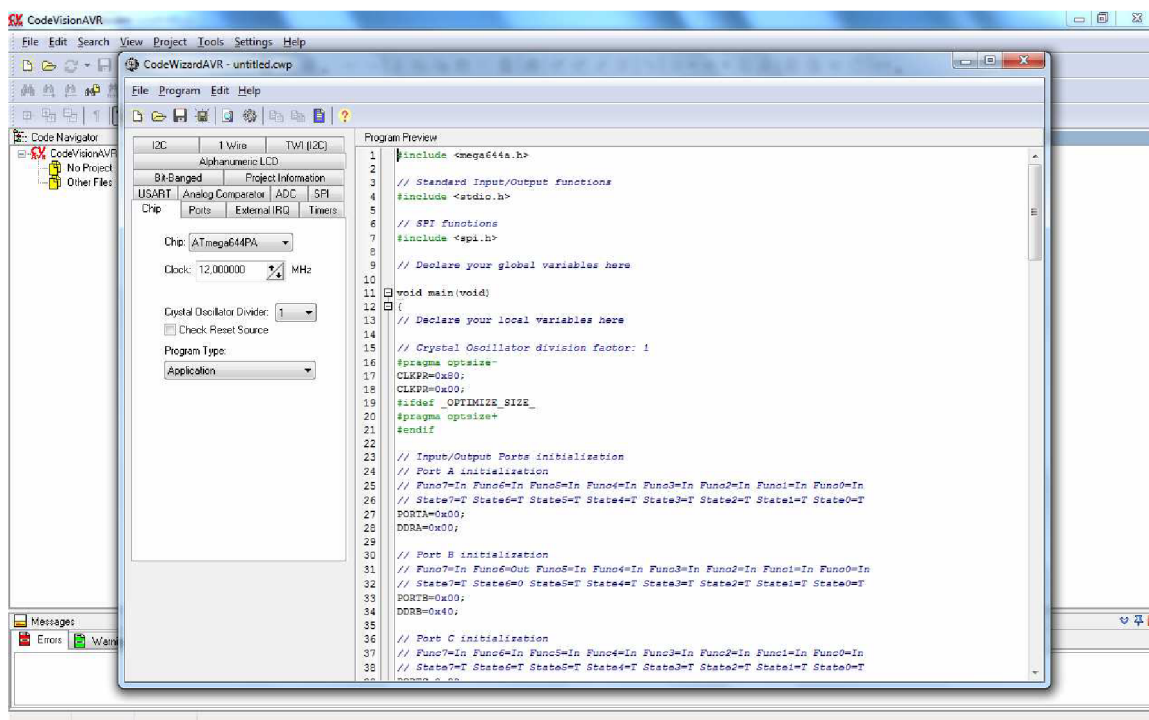 CodeVisionAVR
File Edit Search View Project Tools Settings Help
CodeWizardAVR - untitled.cwp
File Program Edit Help
Code Navigator
CodeVisionAVR
No Project
Other Files
I2C 1 Wire TWI (I2C)
Alphanumeric LCD
Bit-Banged Project Information
USART Analog Comparator ADC SPI
Chip Ports External IRQ Timers
Chip: ATmega644PA
Clock: 12,000000 MHz
Crystal Oscillator Divider: 1
Check Reset Source
Program Type:
Application
Program Preview
1 #include <mega644a.h>
2
3 // Standard Input/Output functions
4 #include <stdio.h>
5
6 // SPI functions
7 #include <spi.h>
8
9 // Declare your global variables here
10
11 void main(void)
12 {
13 // Declare your local variables here
14
15 // Crystal Oscillator division factor: 1
16 #pragma optsize-
17 CLKPR=0x80;
18 CLKPR=0x00;
19 #ifdef _OPTIMIZE_SIZE_
20 #pragma optsize+
21 #endif
22
23 // Input/Output Ports initialization
24 // Port A initialization
25 // Func7=In Func6=In Func5=In Func4=In Func3=In Func2=In Func1=In Func0=In
26 // State7=T State6=T State5=T State4=T State3=T State2=T State1=T State0=T
27 PORTA=0x00;
28 DDRA=0x00;
29
30 // Port B initialization
31 // Func7=In Func6=Out Func5=In Func4=In Func3=In Func2=In Func1=In Func0=In
32 // State7=T State6=0 State5=T State4=T State3=T State2=T State1=T State0=T
33 PORTB=0x00;
34 DDRB=0x40;
35
36 // Port C initialization
37 // Func7=In Func6=In Func5=In Func4=In Func3=In Func2=In Func1=In Func0=In
38 // State7=T State6=T State5=T State4=T State3=T State2=T State1=T State0=T
Messages
Errors